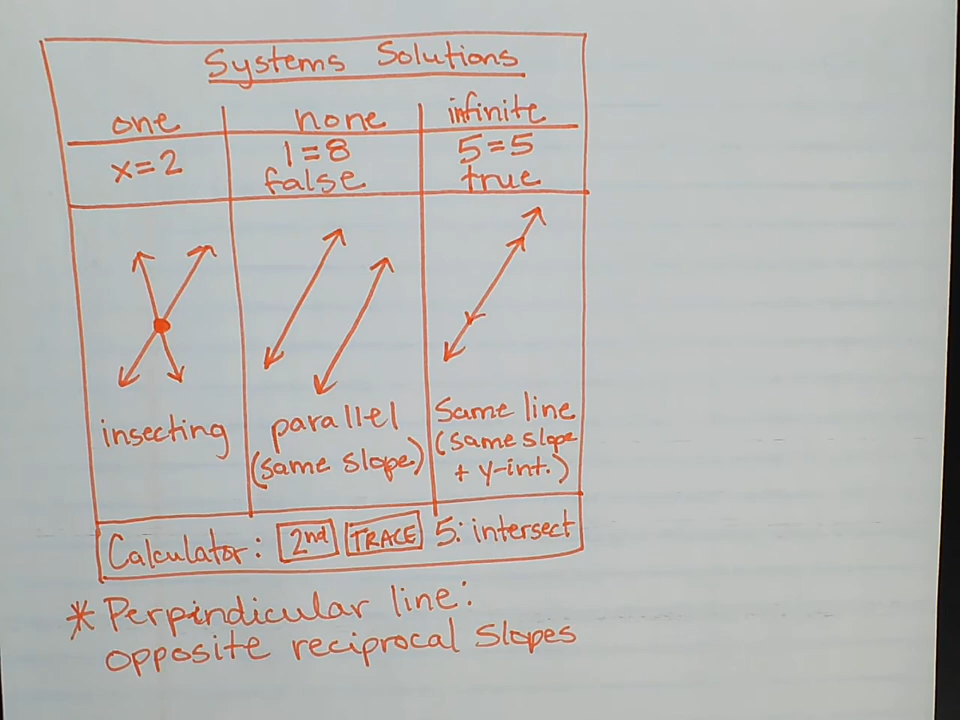 Systems Solutions
one none infinite
x=2 1=8 5=5
false true
insecting parallel Same line
(same slope) (same slope
+ y-int.)
Calculator: 2nd TRACE 5: intersect
* Perpindicular line:
opposite reciprocal slopes